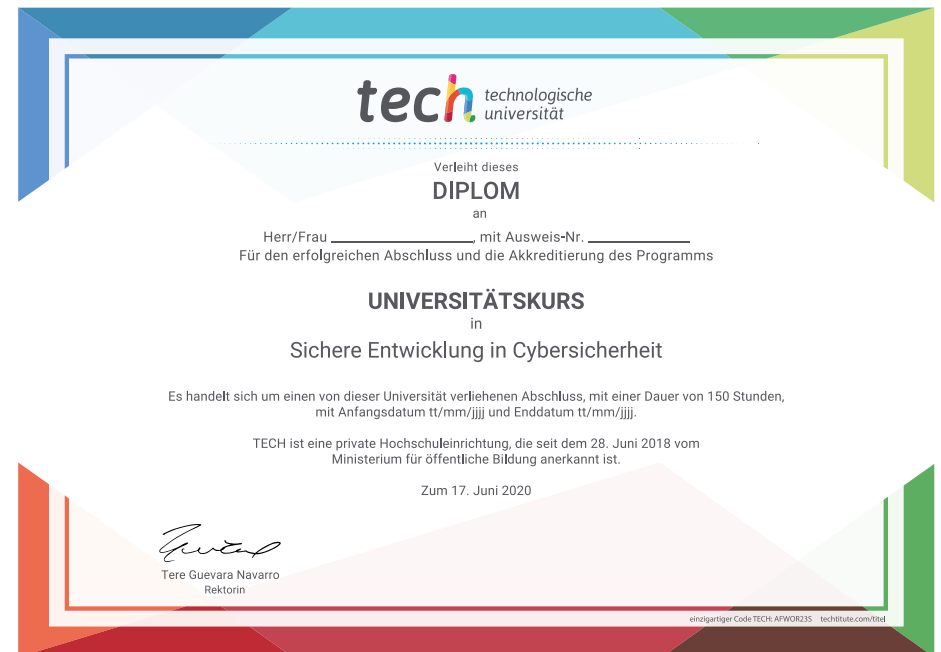 tech technologische
universität
Verleiht dieses
DIPLOM
an
Herr/Frau ____________________, mit Ausweis-Nr. ______________
Für den erfolgreichen Abschluss und die Akkreditierung des Programms
UNIVERSITÄTSKURS
in
Sichere Entwicklung in Cybersicherheit
Es handelt sich um einen von dieser Universität verliehenen Abschluss, mit einer Dauer von 150 Stunden,
mit Anfangsdatum tt/mm/jjjj und Enddatum tt/mm/jjjj.
TECH ist eine private Hochschuleinrichtung, die seit dem 28. Juni 2018 vom
Ministerium für öffentliche Bildung anerkannt ist.
Zum 17. Juni 2020
Tere Guevara Navarro
Rektorin
einzigartiger Code TECH: AFWOR23S techtitute.com/titel